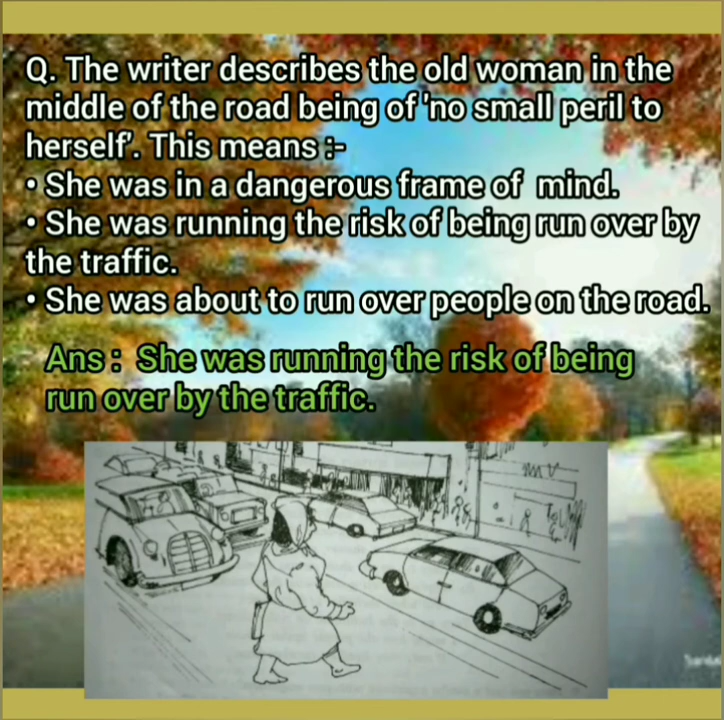 Q. The writer describes the old woman in the
middle of the road being of 'no small peril to
herself'. This means :-
• She was in a dangerous frame of mind.
• She was running the risk of being run over by
the traffic.
• She was about to run over people on the road.
Ans : She was running the risk of being
run over by the traffic.